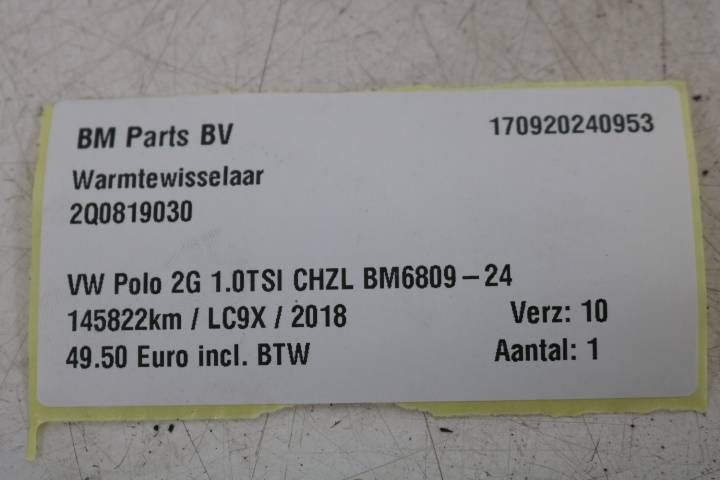 BM Parts BV 170920240953
Warmtewisselaar
2Q0819030
VW Polo 2G 1.0TSI CHZL BM6809-24
145822km / LC9X / 2018 Verz: 10
49.50 Euro incl. BTW Aantal: 1